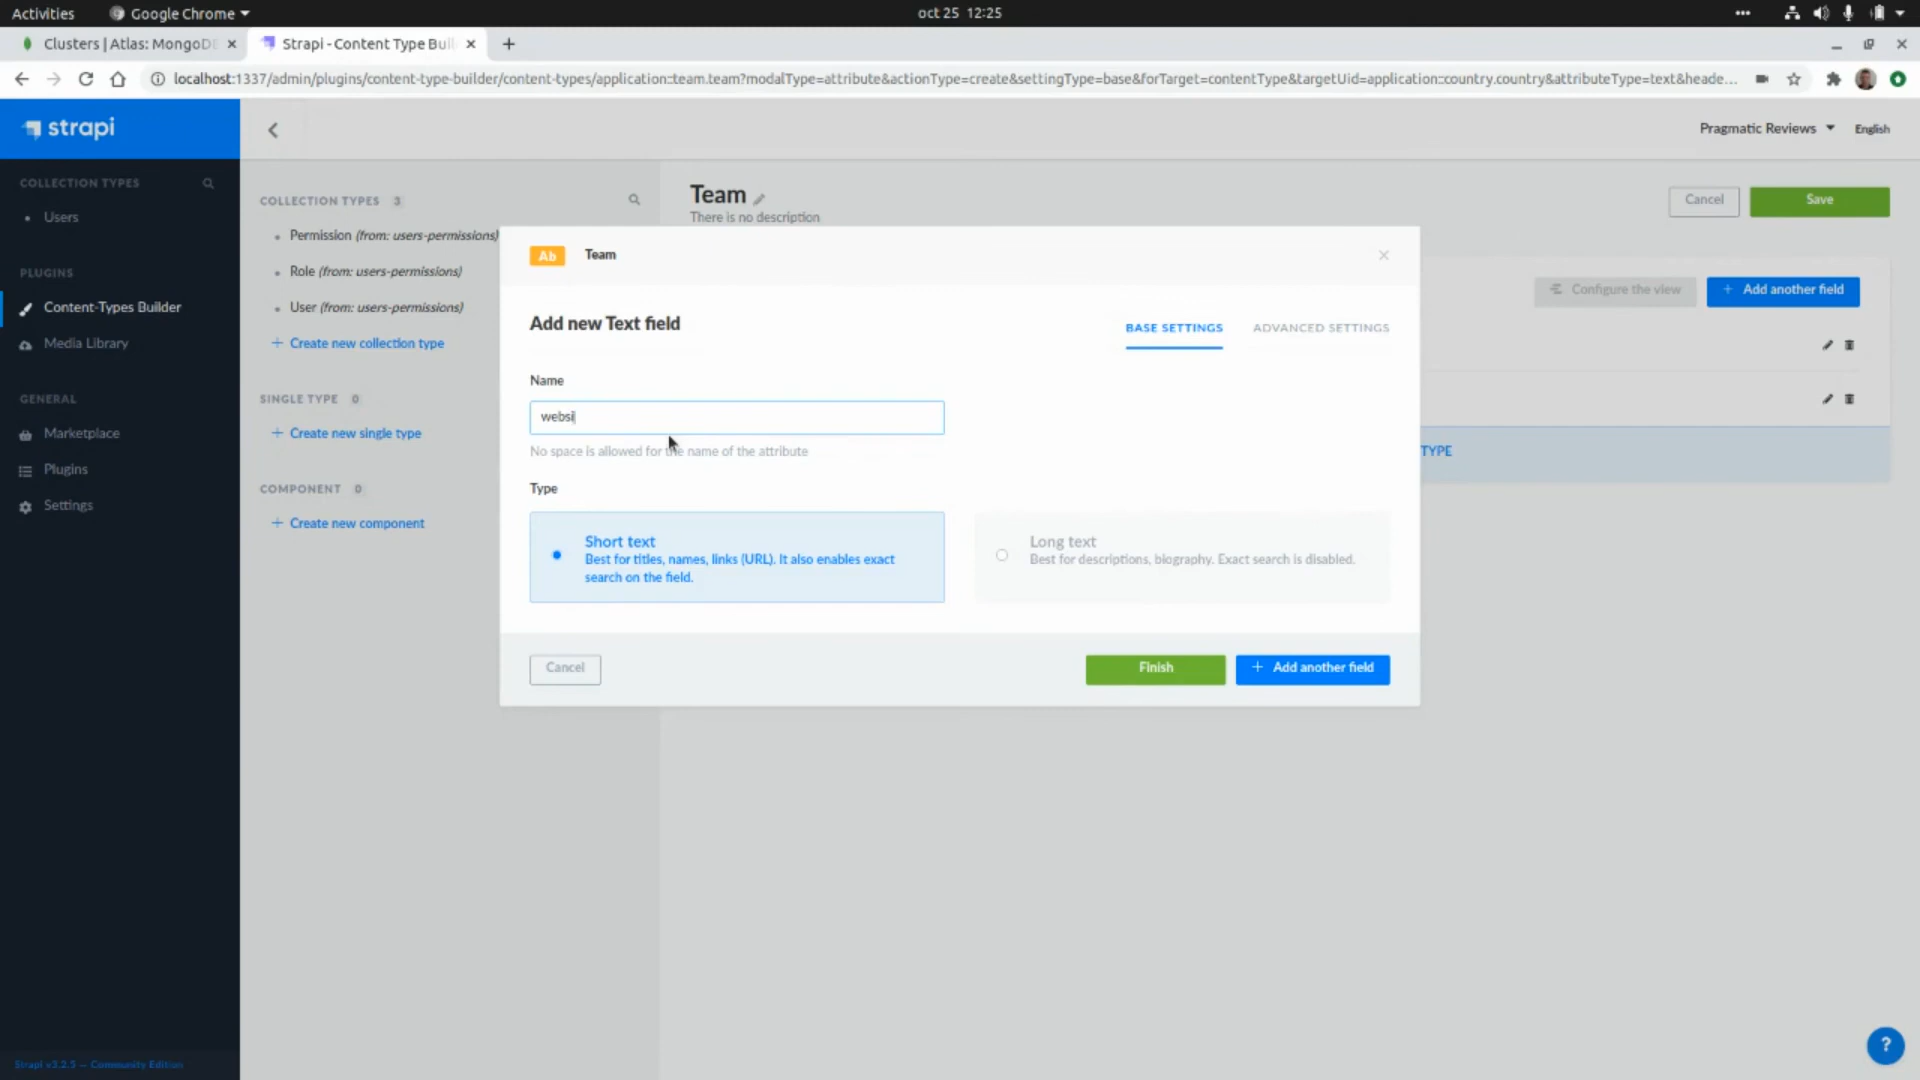 Activities
Google Chrome
oct 25 12:25
Clusters | Atlas: MongoDB
Strapi - Content Type Buil
localhost:1337/admin/plugins/content-type-builder/content-types/application::team.team?modalType=attribute&actionType=create&settingType=base&forTarget=contentType&targetUid=application::country.country&attributeType=text&heade...
strapi
Pragmatic Reviews
English
COLLECTION TYPES
Users
PLUGINS
Content-Types Builder
Media Library
GENERAL
Marketplace
Plugins
Settings
Strapi v3.2.5 — Community Edition
COLLECTION TYPES 3
Permission (from: users-permissions)
Role (from: users-permissions)
User (from: users-permissions)
+ Create new collection type
SINGLE TYPE 0
+ Create new single type
COMPONENT 0
+ Create new component
Team
There is no description
Cancel
Save
Configure the view
+ Add another field
TYPE
Ab Team
Add new Text field
BASE SETTINGS
ADVANCED SETTINGS
Name
websi
No space is allowed for the name of the attribute
Type
Short text
Best for titles, names, links (URL). It also enables exact
search on the field.
Long text
Best for descriptions, biography. Exact search is disabled.
Cancel
Finish
+ Add another field
?